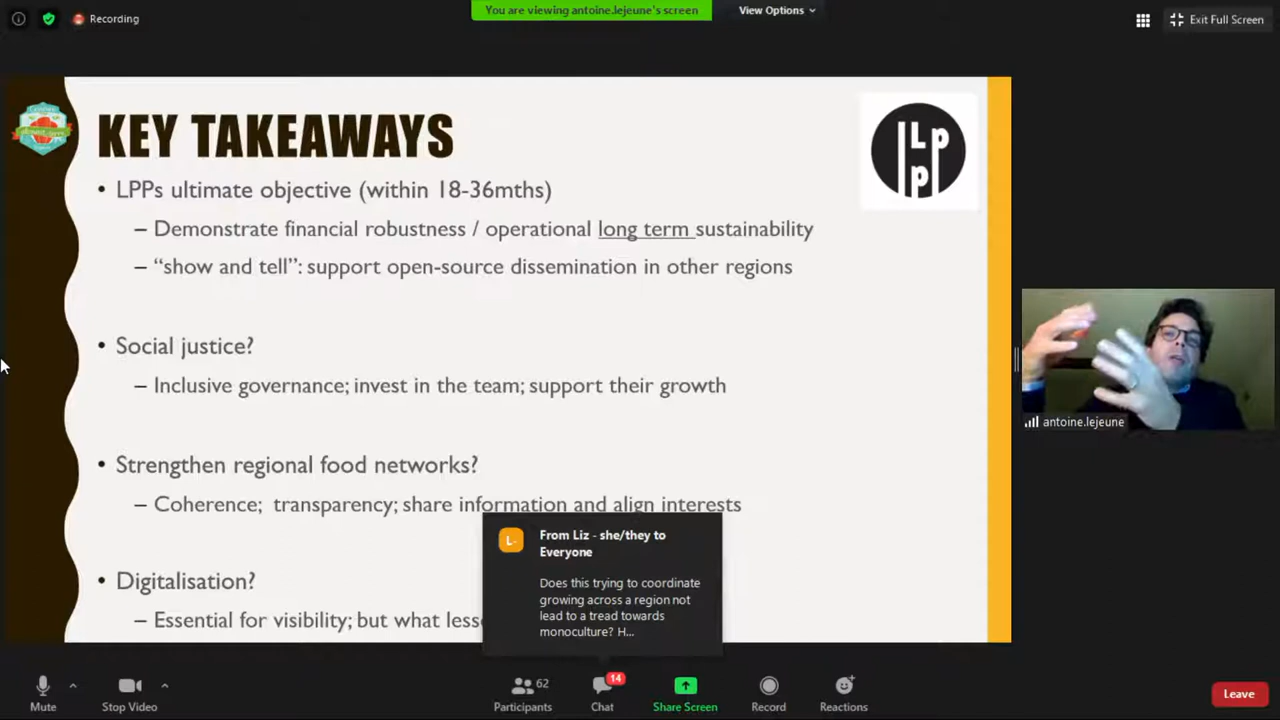 Recording
You are viewing antoine.lejeune's screen
View Options
Exit Full Screen
KEY TAKEAWAYS
LPp
p
• LPPs ultimate objective (within 18-36mths)
– Demonstrate financial robustness / operational long term sustainability
– “show and tell”: support open-source dissemination in other regions
• Social justice?
– Inclusive governance; invest in the team; support their growth
• Strengthen regional food networks?
– Coherence; transparency; share information and align interests
• Digitalisation?
– Essential for visibility; but what
antoine.lejeune
L-
From Liz - she/they to
Everyone
Does this trying to coordinate
growing across a region not
lead to a tread towards
monoculture? H...
Mute
Stop Video
62
Participants
14
Chat
Share Screen
Record
Reactions
Leave